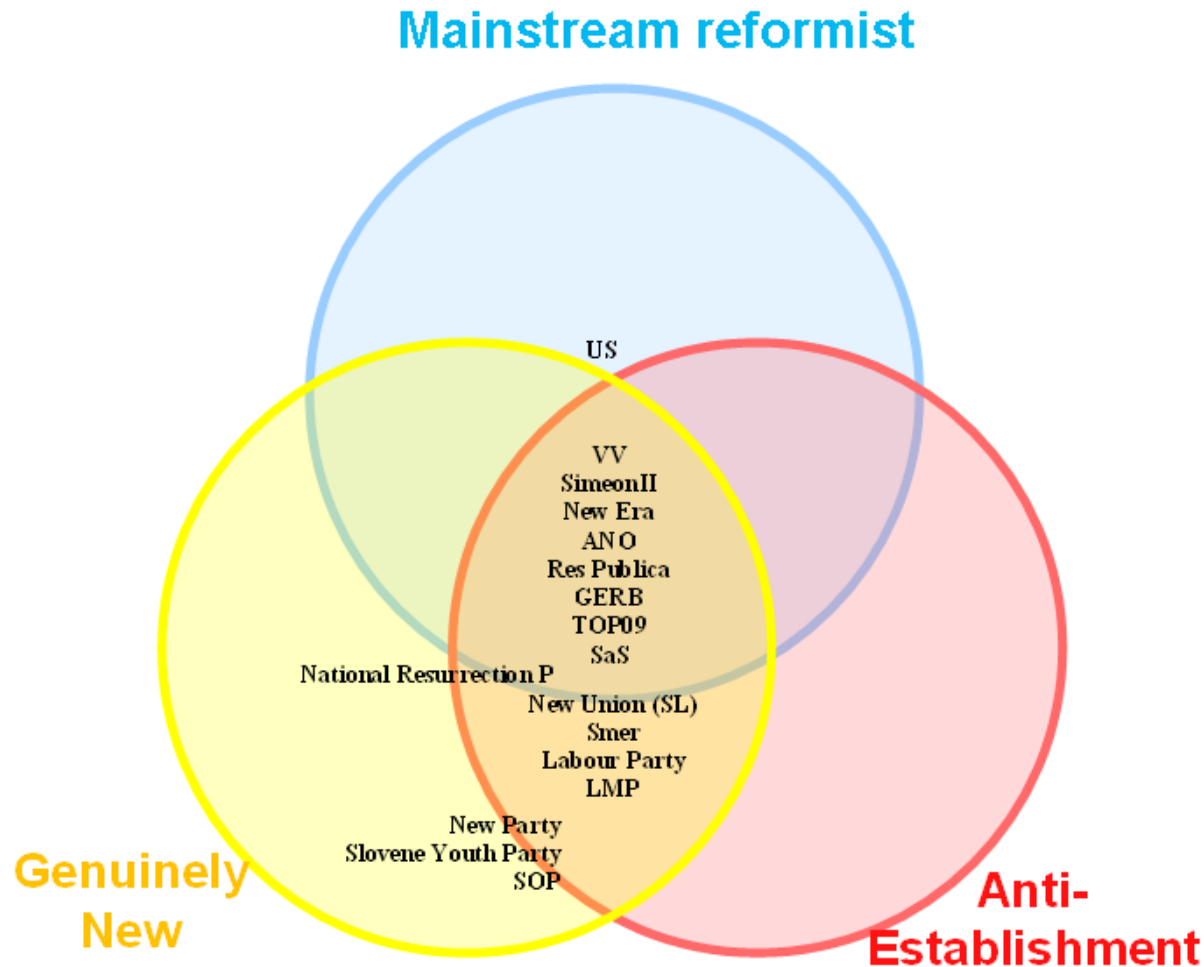 Mainstream reformist
US
VV
SimeonII
New Era
ANO
Res Publica
GERB
TOP09
SaS
National Resurrection P
New Union (SL)
Smer
Labour Party
LMP
New Party
Slovene Youth Party
SOP
Genuinely
New
Anti-
Establishment